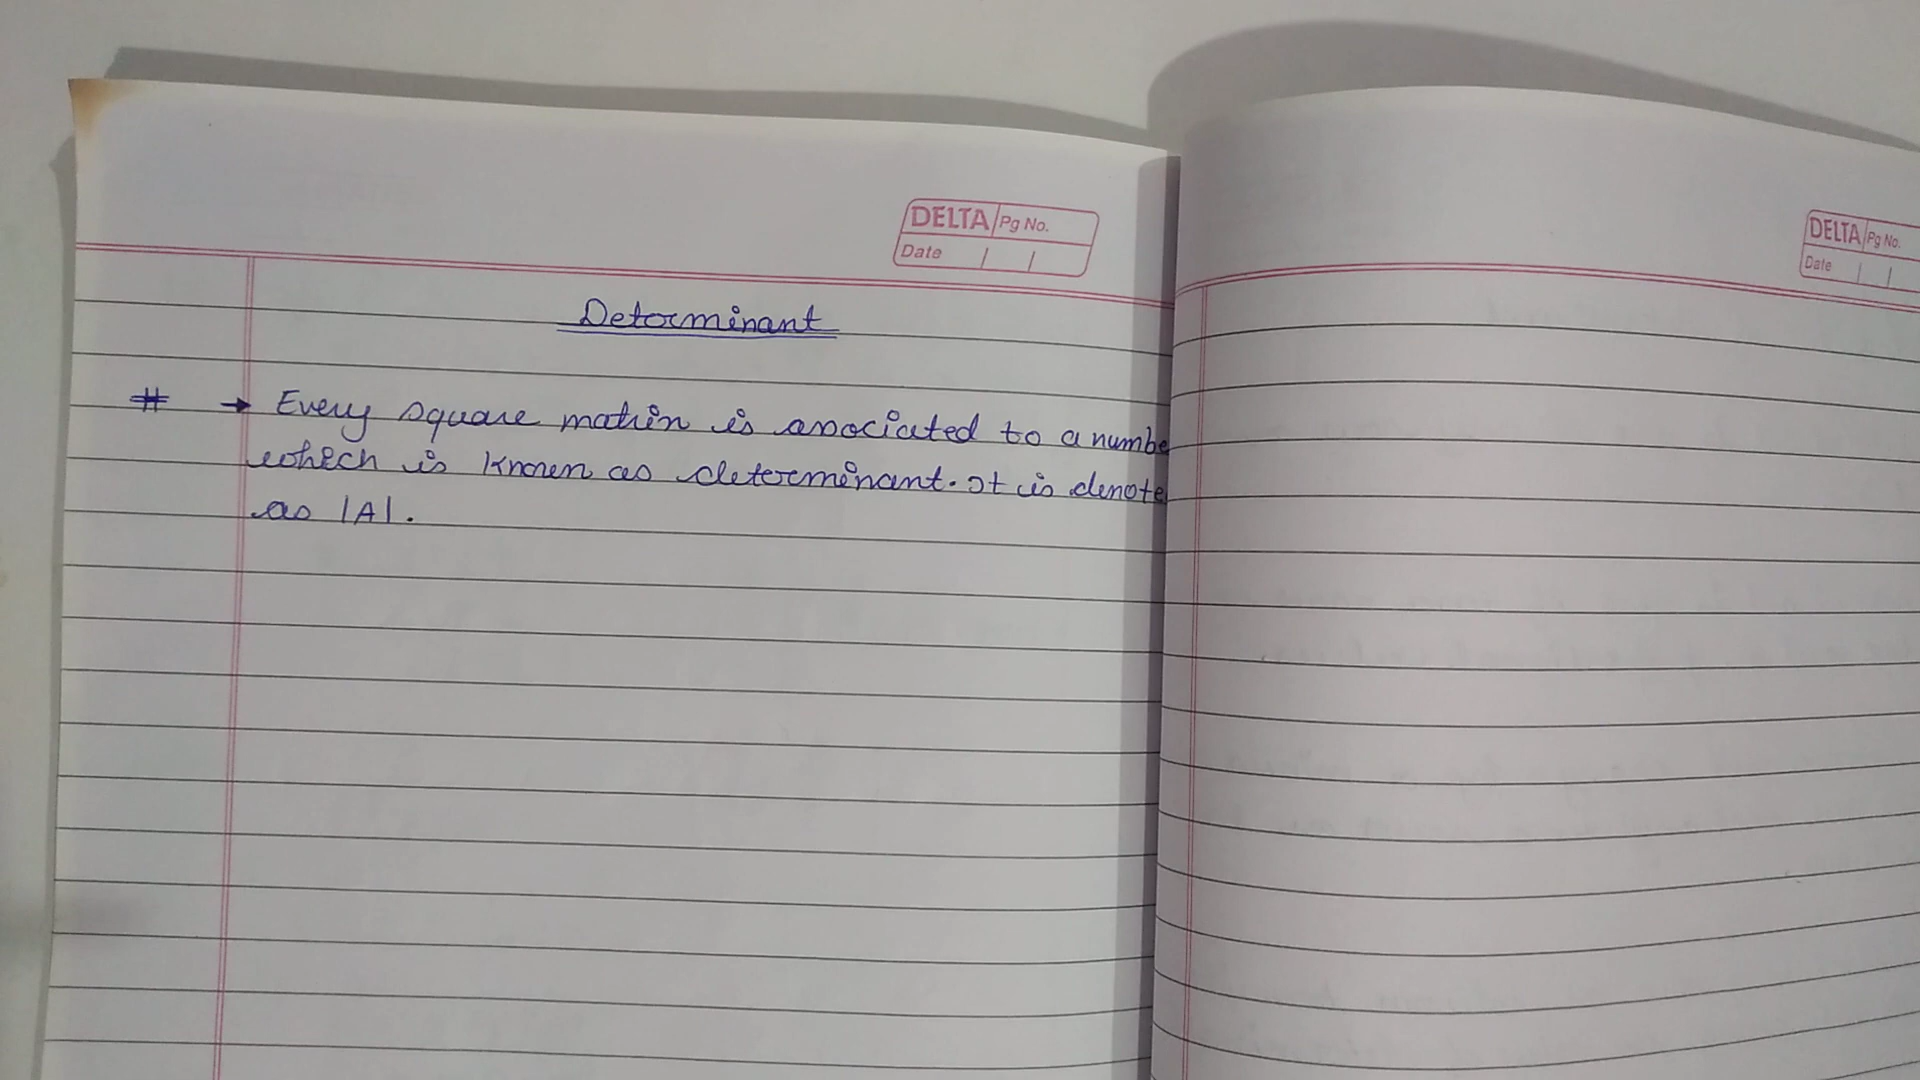 DELTA Pg No.
Date
Determinant
# → Every square matrix is associated to a numbe
which is known as determinant. It is denote
as |A|.
DELTA Pg No.
Date